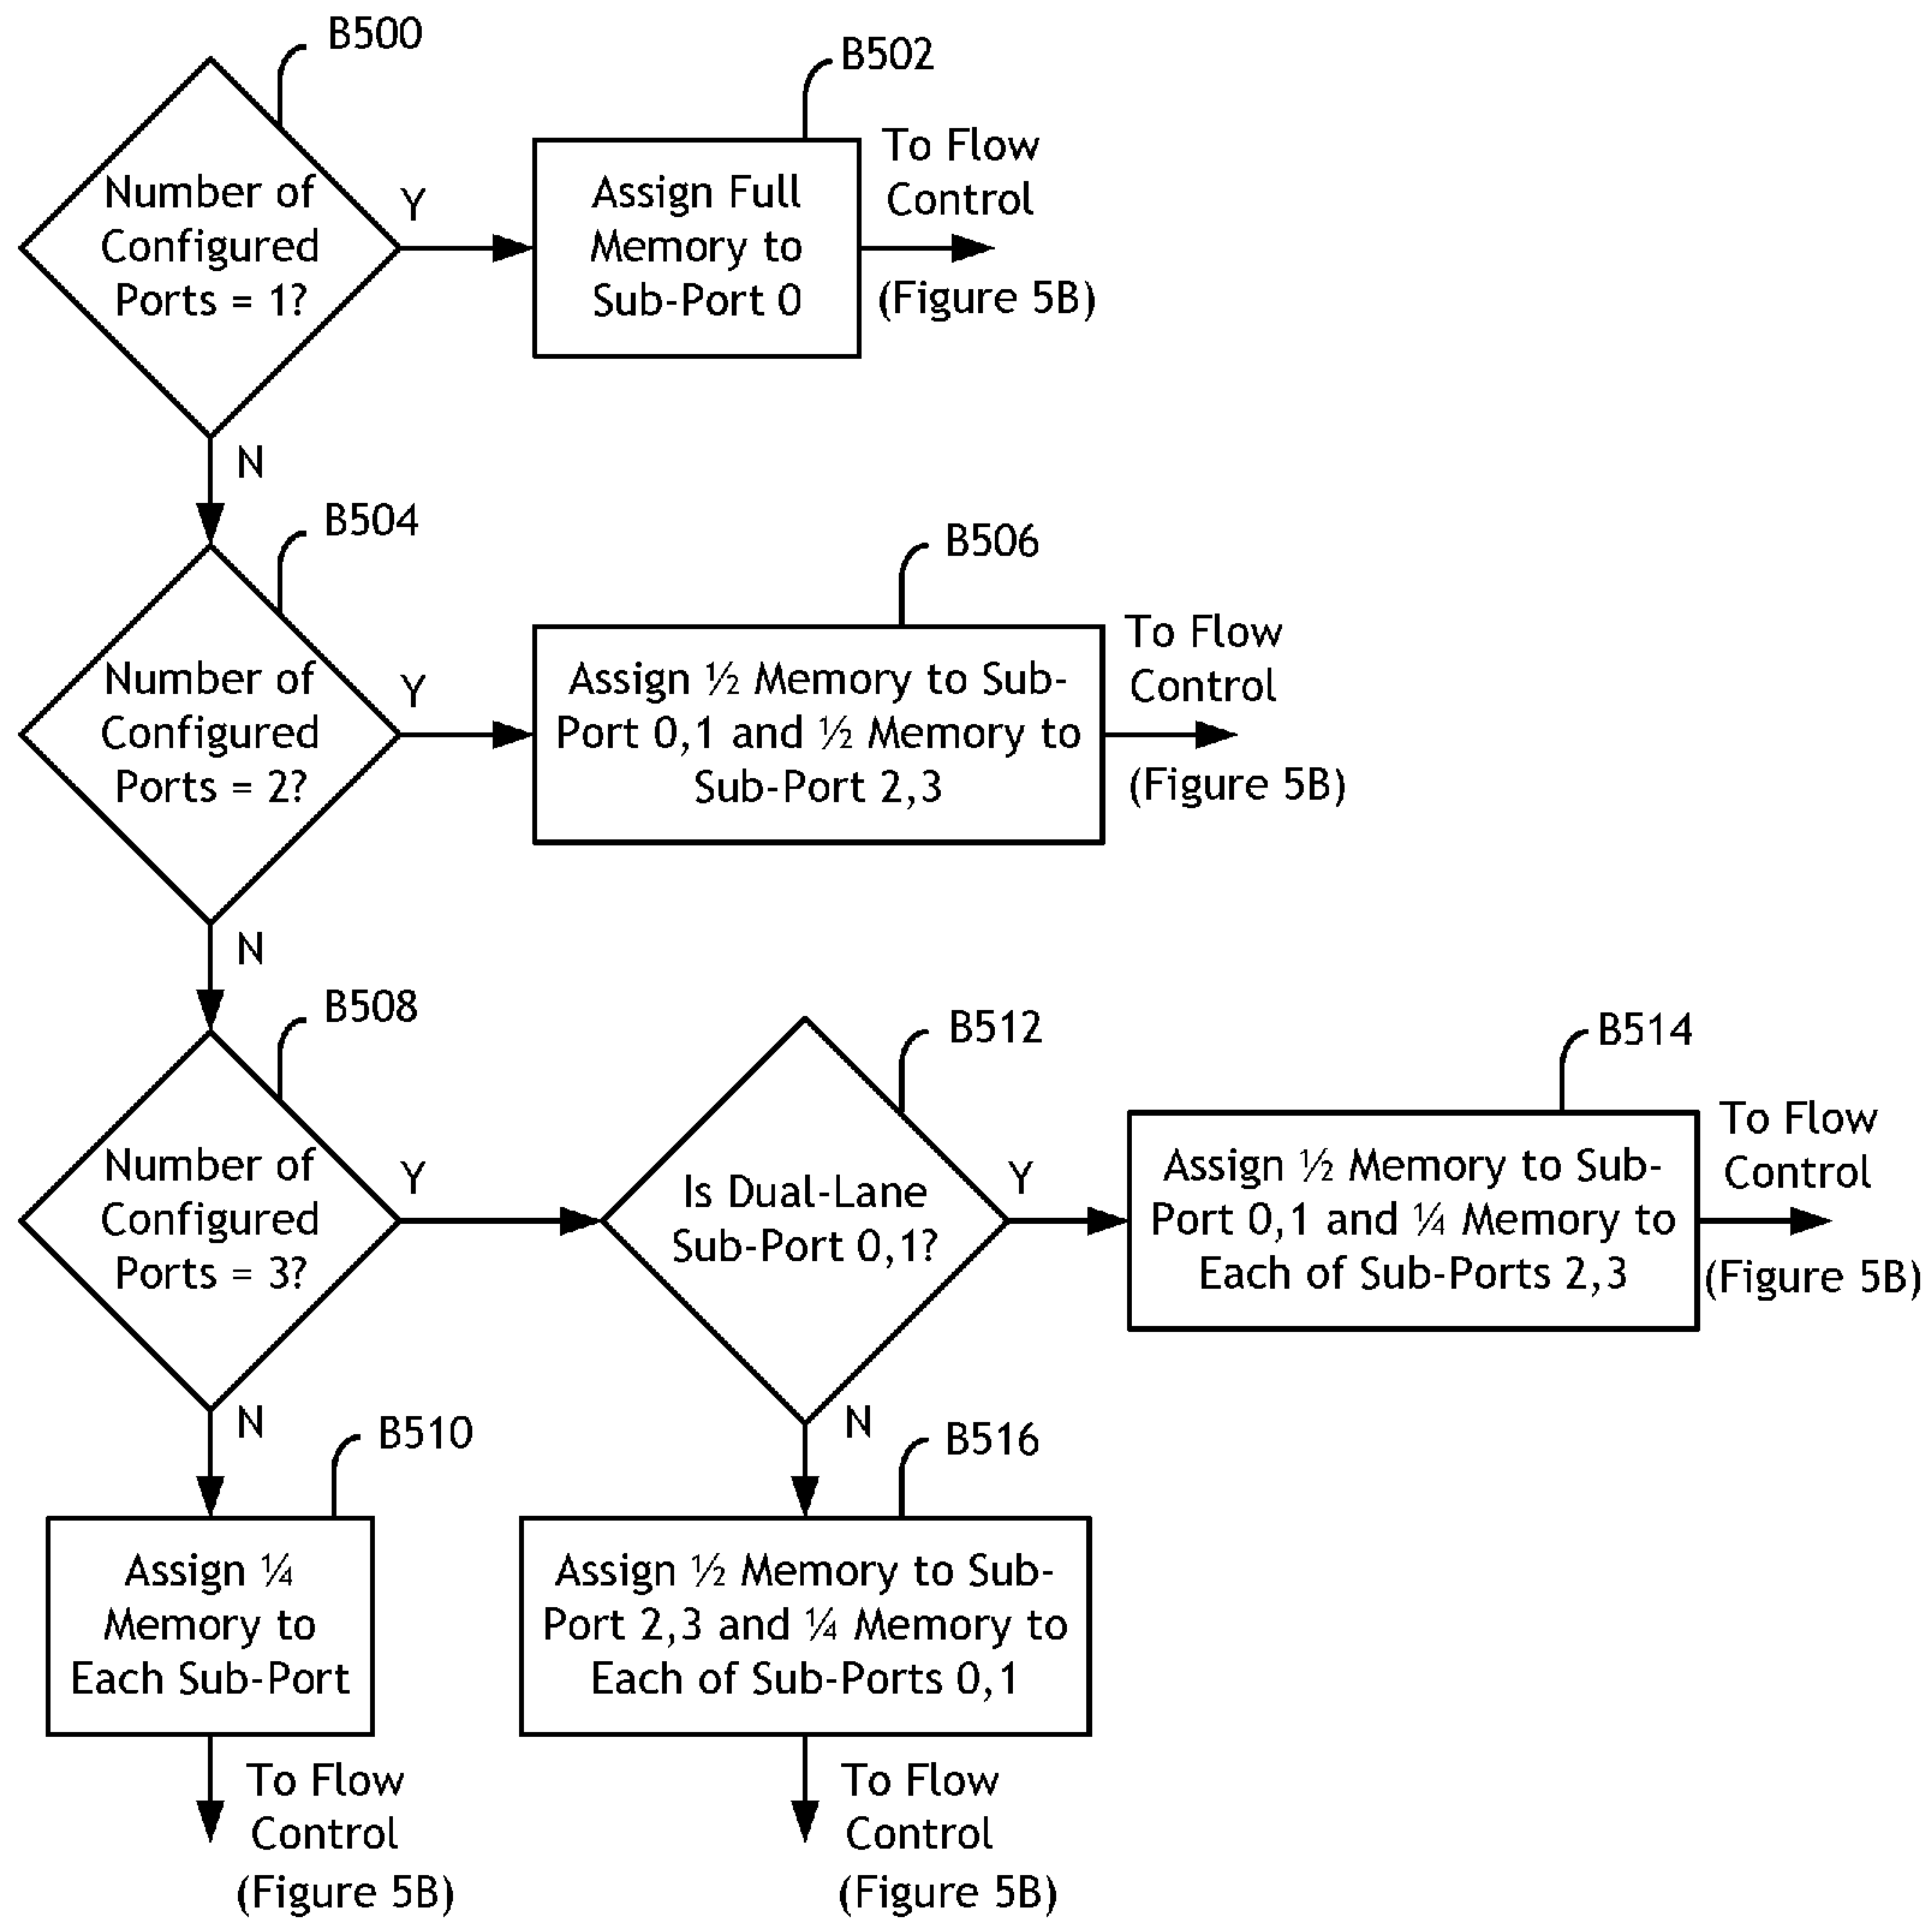 B500
Number of
Configured
Ports = 1?
Y
N
B502
Assign Full
Memory to
Sub-Port 0
To Flow
Control
(Figure 5B)
B504
Number of
Configured
Ports = 2?
Y
N
B506
Assign ½ Memory to Sub-
Port 0,1 and ½ Memory to
Sub-Port 2,3
To Flow
Control
(Figure 5B)
B508
Number of
Configured
Ports = 3?
Y
N
B512
Is Dual-Lane
Sub-Port 0,1?
Y
N
B514
Assign ½ Memory to Sub-
Port 0,1 and ¼ Memory to
Each of Sub-Ports 2,3
To Flow
Control
(Figure 5B)
B510
Assign ¼
Memory to
Each Sub-Port
To Flow
Control
(Figure 5B)
B516
Assign ½ Memory to Sub-
Port 2,3 and ¼ Memory to
Each of Sub-Ports 0,1
To Flow
Control
(Figure 5B)